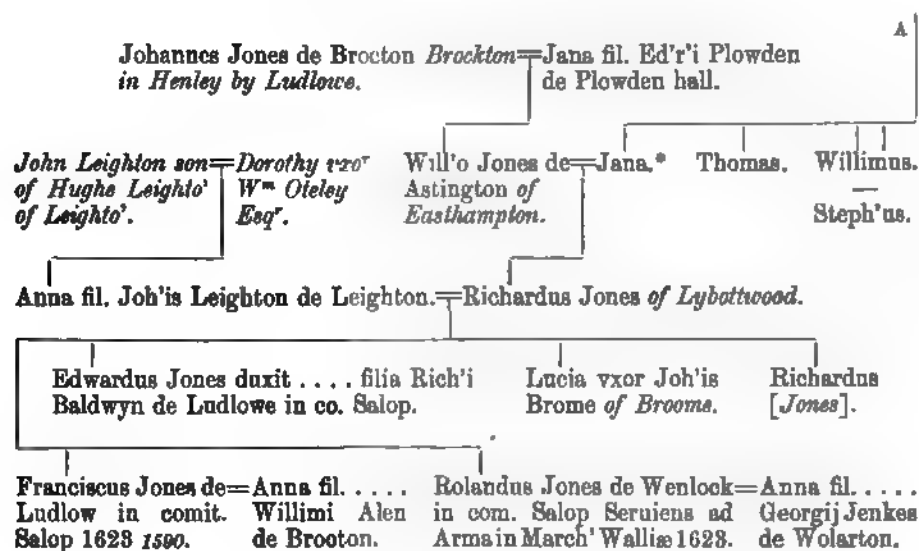 A
Johannes Jones de Brocton Brockton=Jana fil. Ed'r'i Plowden
in Henley by Ludlowe.
de Plowden hall.
John Leighton son=Dorothy vxoʳ
of Hughe Leighto'
Wᵐ Oteley
of Leighto'.
Esqʳ.
Will'o Jones de=Jana.*
Astington of
Easthampton.
Thomas.
Willimus.
—
Steph'us.
Anna fil. Joh'is Leighton de Leighton.=Richardus Jones of Lybottwood.
Edwardus Jones duxit .... filia Rich'i
Baldwyn de Ludlowe in co. Salop.
Lucia vxor Joh'is
Brome of Brome.
Richardus
[Jones].
Franciscus Jones de=Anna fil.....
Ludlow in comit.
Willimi Alen
Salop 1623 1590.
de Brooton.
Rolandus Jones de Wenlock=Anna fil.....
in com. Salop Seruiens ad
Georgij Jenkes
Arma in March' Walliæ 1623.
de Wolarton.